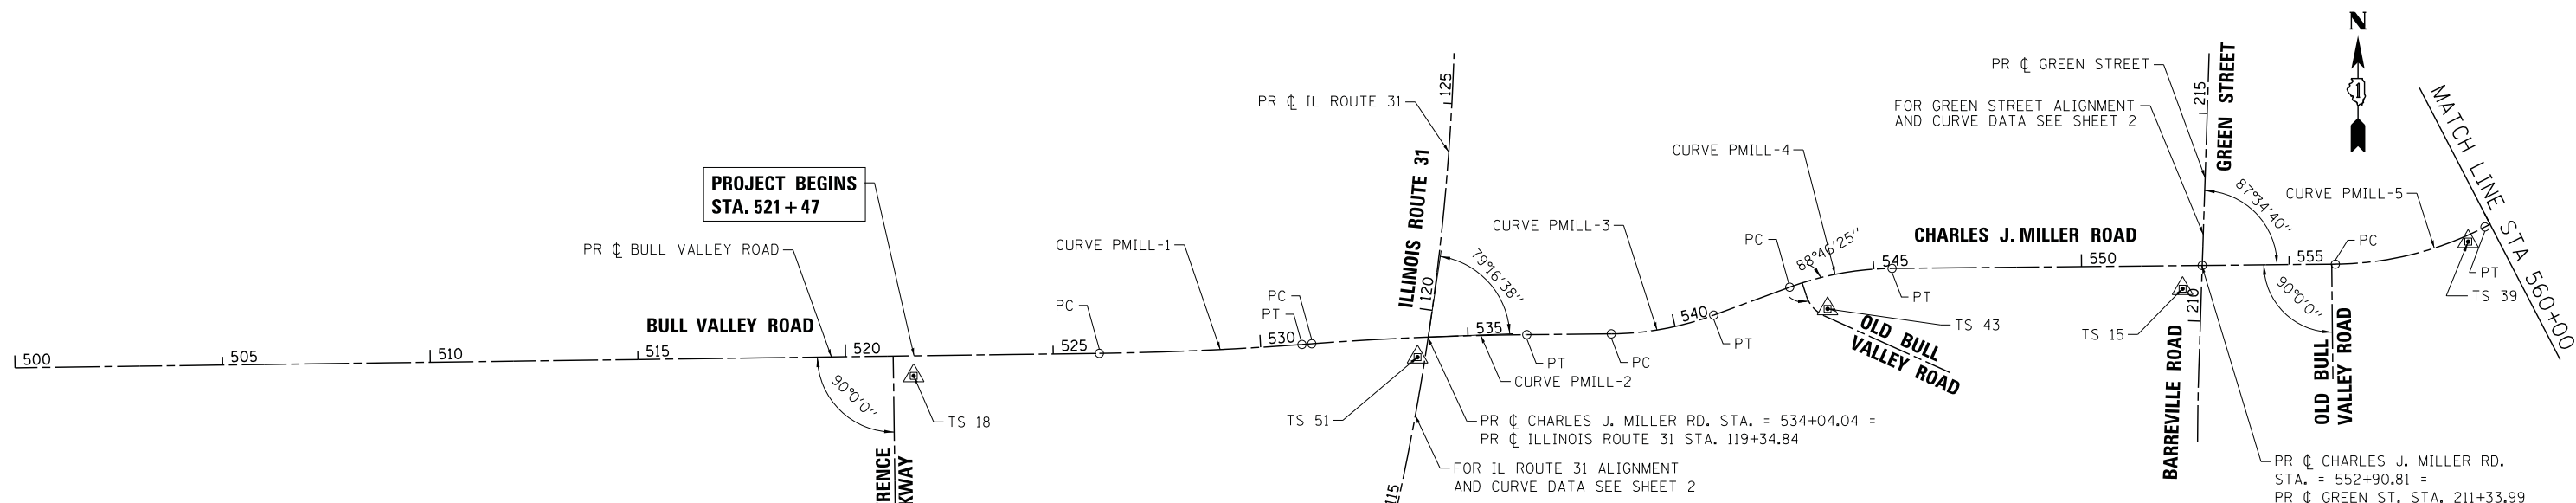 N
1
MATCH LINE STA 560+00
PR ℄ GREEN STREET
FOR GREEN STREET ALIGNMENT
AND CURVE DATA SEE SHEET 2
215
GREEN STREET
PR ℄ IL ROUTE 31
125
ILLINOIS ROUTE 31
CURVE PMILL-4
PROJECT BEGINS
STA. 521+47
87°34'40''
CURVE PMILL-5
PR ℄ BULL VALLEY ROAD
CURVE PMILL-1
CURVE PMILL-3
PC
88°46'25''
CHARLES J. MILLER ROAD
545
550
555
PC
PT
TS 39
79°16'38''
120
BULL VALLEY ROAD
500
505
510
515
520
525
PC
530
PC
PT
535
540
PT
PC
PT
PT
TS 43
OLD BULL
VALLEY ROAD
TS 15
210
90°0'0''
OLD BULL
VALLEY ROAD
BARREVILLE ROAD
90°0'0''
TS 18
RENCE
KWAY
TS 51
CURVE PMILL-2
PR ℄ CHARLES J. MILLER RD. STA. = 534+04.04 =
PR ℄ ILLINOIS ROUTE 31 STA. 119+34.84
FOR IL ROUTE 31 ALIGNMENT
AND CURVE DATA SEE SHEET 2
115
PR ℄ CHARLES J. MILLER RD.
STA. = 552+90.81 =
PR ℄ GREEN ST. STA. 211+33.99